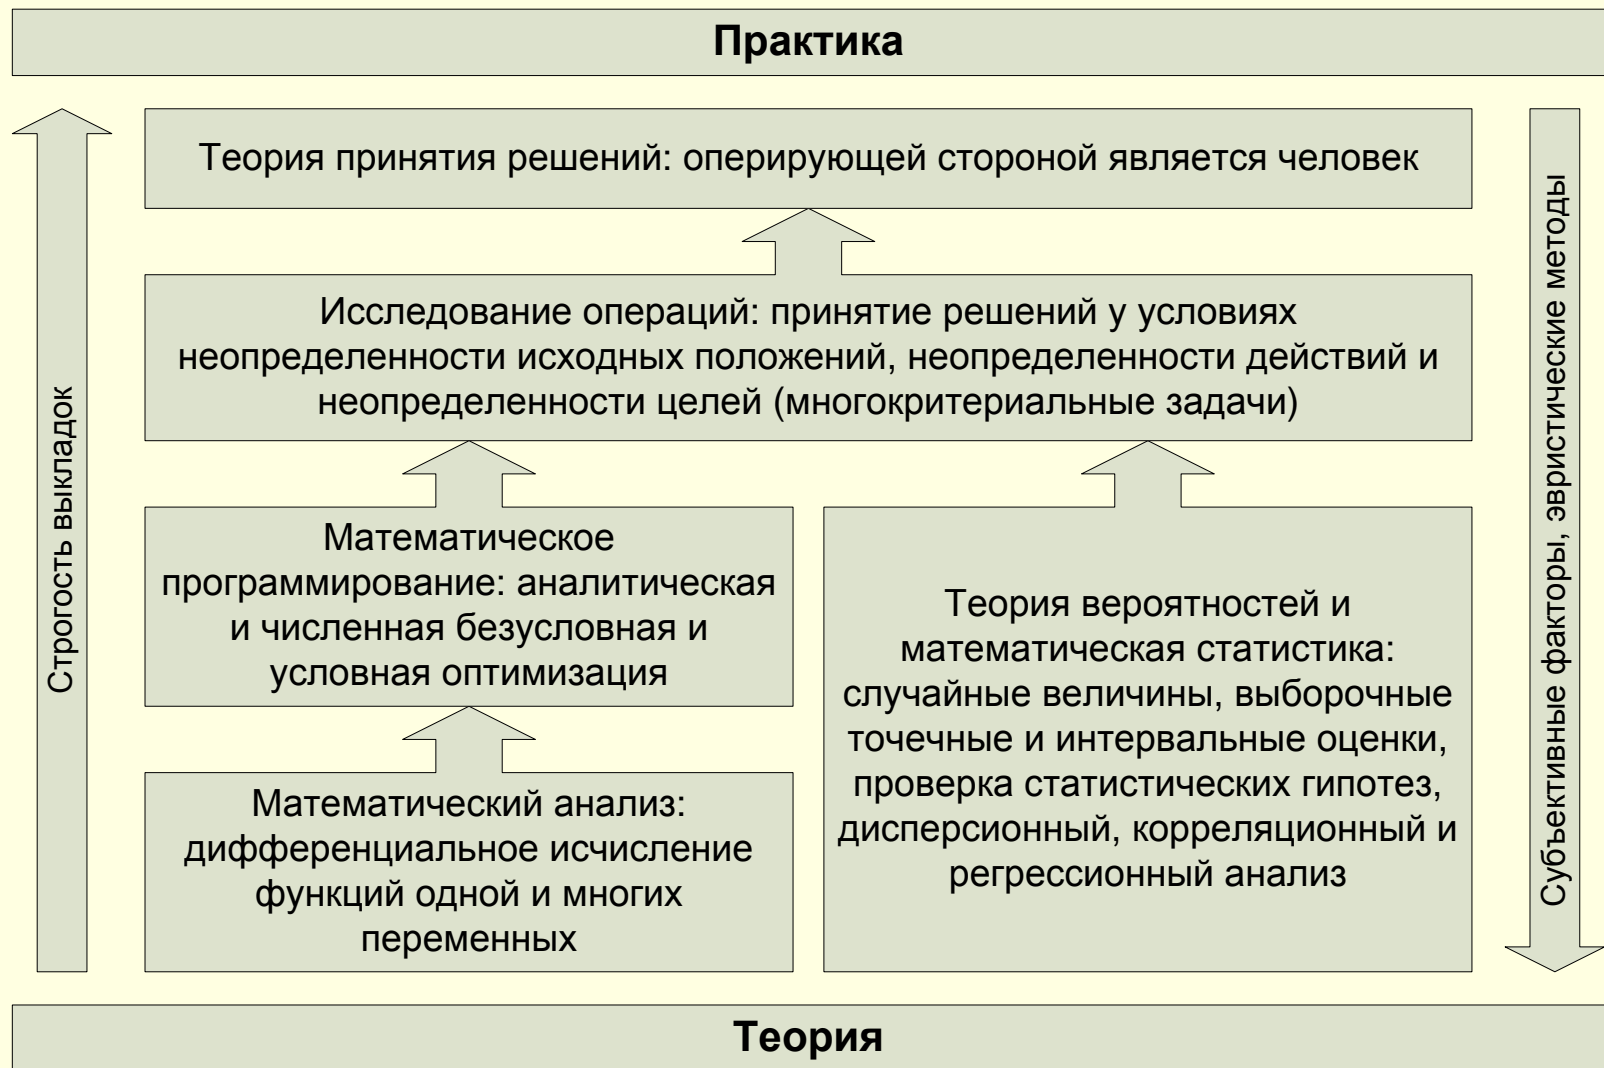 Практика
Теория принятия решений: оперирующей стороной является человек
Исследование операций: принятие решений у условиях
неопределенности исходных положений, неопределенности действий и
неопределенности целей (многокритериальные задачи)
Математическое
программирование: аналитическая
и численная безусловная и
условная оптимизация
Теория вероятностей и
математическая статистика:
случайные величины, выборочные
точечные и интервальные оценки,
проверка статистических гипотез,
дисперсионный, корреляционный и
регрессионный анализ
Математический анализ:
дифференциальное исчисление
функций одной и многих
переменных
Строгость выкладок
Субъективные факторы, эвристические методы
Теория